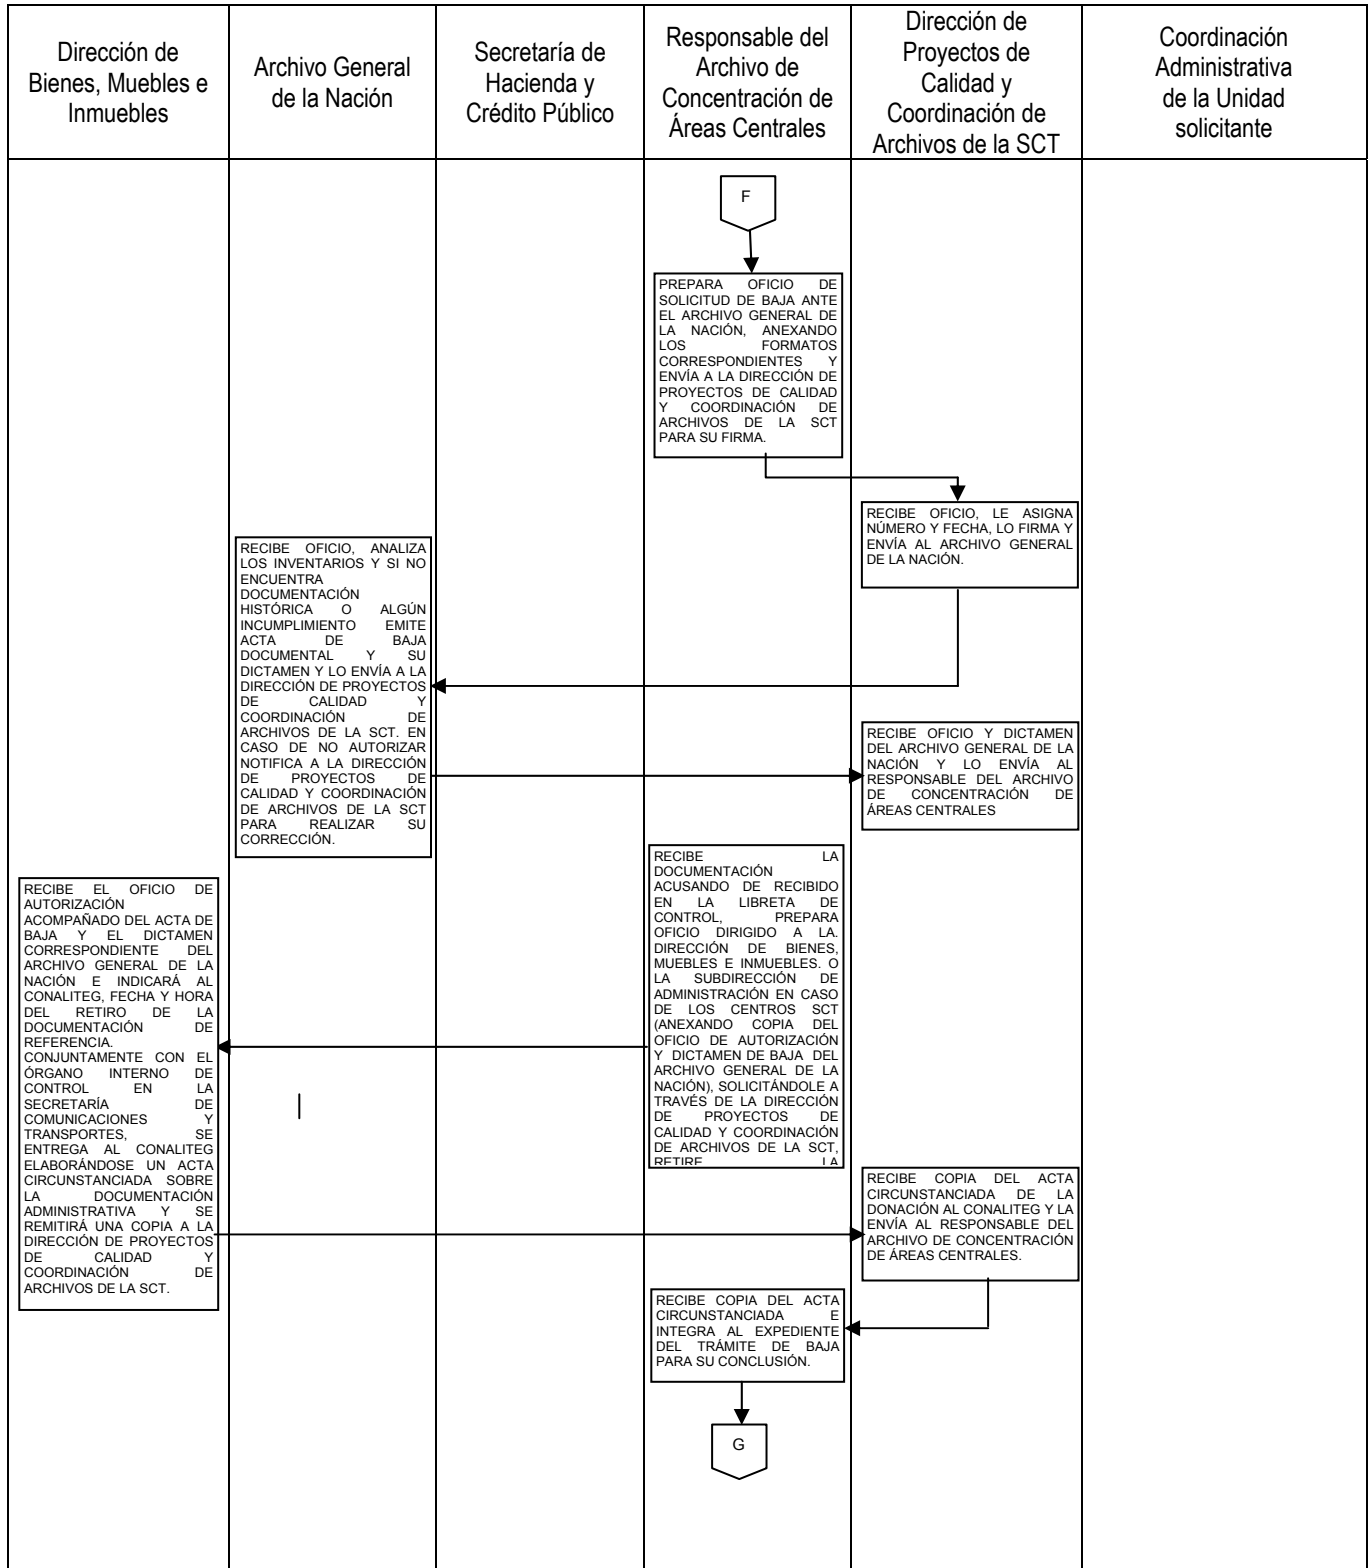 Dirección de
Bienes, Muebles e
Inmuebles
Archivo General
de la Nación
Secretaría de
Hacienda y
Crédito Público
Responsable del
Archivo de
Concentración de
Áreas Centrales
Dirección de
Proyectos de
Calidad y
Coordinación de
Archivos de la SCT
Coordinación
Administrativa
de la Unidad
solicitante
F
PREPARA OFICIO DE
SOLICITUD DE BAJA ANTE
EL ARCHIVO GENERAL DE
LA NACIÓN, ANEXANDO
LOS FORMATOS
CORRESPONDIENTES Y
ENVÍA A LA DIRECCIÓN DE
PROYECTOS DE CALIDAD
Y COORDINACIÓN DE
ARCHIVOS DE LA SCT
PARA SU FIRMA.
RECIBE OFICIO, LE ASIGNA
NÚMERO Y FECHA, LO FIRMA Y
ENVÍA AL ARCHIVO GENERAL
DE LA NACIÓN.
RECIBE OFICIO, ANALIZA
LOS INVENTARIOS Y SI NO
ENCUENTRA
DOCUMENTACIÓN
HISTÓRICA O ALGÚN
INCUMPLIMIENTO EMITE
ACTA DE BAJA
DOCUMENTAL Y SU
DICTAMEN Y LO ENVÍA A LA
DIRECCIÓN DE PROYECTOS
DE CALIDAD Y
COORDINACIÓN DE
ARCHIVOS DE LA SCT. EN
CASO DE NO AUTORIZAR
NOTIFICA A LA DIRECCIÓN
DE PROYECTOS DE
CALIDAD Y COORDINACIÓN
DE ARCHIVOS DE LA SCT
PARA REALIZAR SU
CORRECCIÓN.
RECIBE OFICIO Y DICTAMEN
DEL ARCHIVO GENERAL DE LA
NACIÓN Y LO ENVÍA AL
RESPONSABLE DEL ARCHIVO
DE CONCENTRACIÓN DE
ÁREAS CENTRALES
RECIBE LA
DOCUMENTACIÓN
ACUSANDO DE RECIBIDO
EN LA LIBRETA DE
CONTROL, PREPARA
OFICIO DIRIGIDO A LA.
DIRECCIÓN DE BIENES,
MUEBLES E INMUEBLES. O
LA SUBDIRECCIÓN DE
ADMINISTRACIÓN EN CASO
DE LOS CENTROS SCT
(ANEXANDO COPIA DEL
OFICIO DE AUTORIZACIÓN
Y DICTAMEN DE BAJA DEL
ARCHIVO GENERAL DE LA
NACIÓN), SOLICITÁNDOLE A
TRAVÉS DE LA DIRECCIÓN
DE PROYECTOS DE
CALIDAD Y COORDINACIÓN
DE ARCHIVOS DE LA SCT,
RETIRE LA
RECIBE EL OFICIO DE
AUTORIZACIÓN
ACOMPAÑADO DEL ACTA DE
BAJA Y EL DICTAMEN
CORRESPONDIENTE DEL
ARCHIVO GENERAL DE LA
NACIÓN E INDICARÁ AL
CONALITEG, FECHA Y HORA
DEL RETIRO DE LA
DOCUMENTACIÓN DE
REFERENCIA.
CONJUNTAMENTE CON EL
ÓRGANO INTERNO DE
CONTROL EN LA
SECRETARÍA DE
COMUNICACIONES Y
TRANSPORTES, SE
ENTREGA AL CONALITEG
ELABORÁNDOSE UN ACTA
CIRCUNSTANCIADA SOBRE
LA DOCUMENTACIÓN
ADMINISTRATIVA Y SE
REMITIRÁ UNA COPIA A LA
DIRECCIÓN DE PROYECTOS
DE CALIDAD Y
COORDINACIÓN DE
ARCHIVOS DE LA SCT.
RECIBE COPIA DEL ACTA
CIRCUNSTANCIADA DE LA
DONACIÓN AL CONALITEG Y LA
ENVÍA AL RESPONSABLE DEL
ARCHIVO DE CONCENTRACIÓN
DE ÁREAS CENTRALES.
RECIBE COPIA DEL ACTA
CIRCUNSTANCIADA E
INTEGRA AL EXPEDIENTE
DEL TRÁMITE DE BAJA
PARA SU CONCLUSIÓN.
G